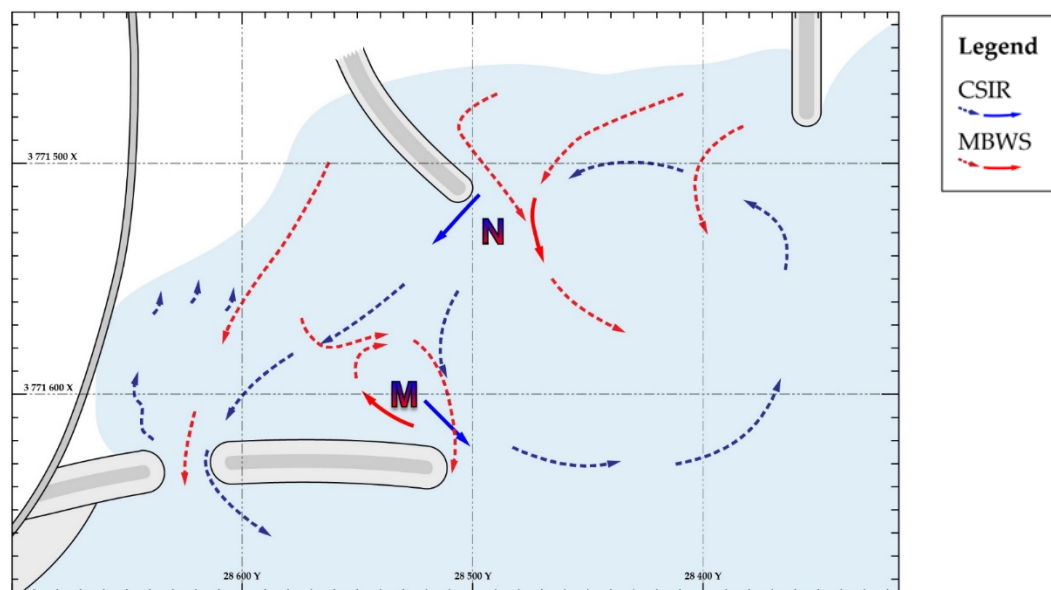 Legend
CSIR
MBWS
3 771 500 X
N
3 771 600 X
M
28 600 Y
28 500 Y
28 400 Y